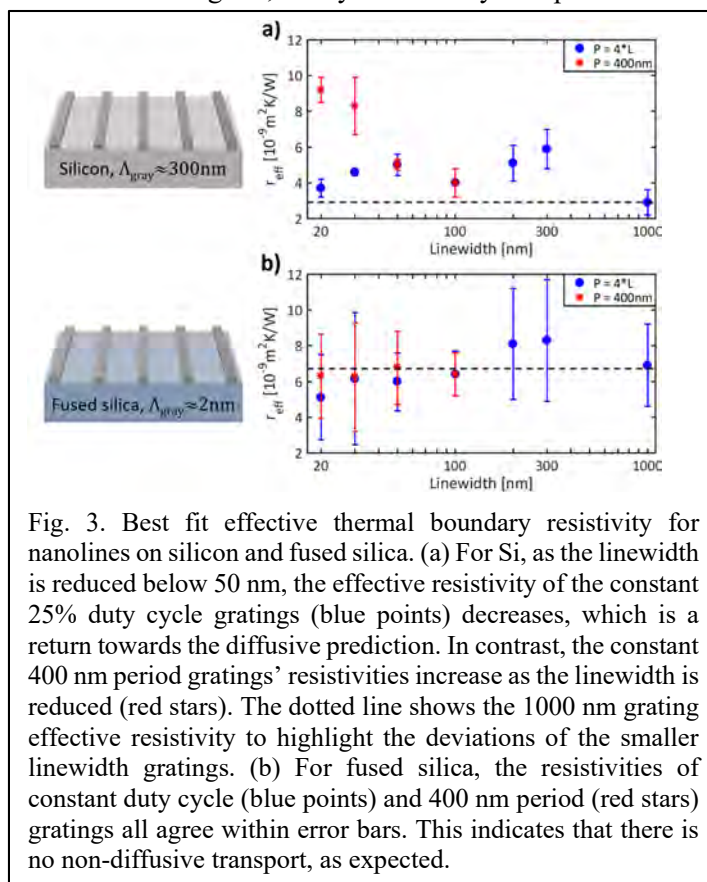 a)
12
10
8
6
4
2
r_eff [10⁻⁹m²K/W]
P = 4*L
P = 400nm
20
100
300
1000
Linewidth [nm]
Silicon, Λ_gray≈300nm
b)
12
10
8
6
4
2
r_eff [10⁻⁹m²K/W]
P = 4*L
P = 400nm
20
100
300
1000
Linewidth [nm]
Fused silica, Λ_gray≈2nm
Fig. 3. Best fit effective thermal boundary resistivity for
nanolines on silicon and fused silica. (a) For Si, as the linewidth
is reduced below 50 nm, the effective resistivity of the constant
25% duty cycle gratings (blue points) decreases, which is a
return towards the diffusive prediction. In contrast, the constant
400 nm period gratings’ resistivities increase as the linewidth is
reduced (red stars). The dotted line shows the 1000 nm grating
effective resistivity to highlight the deviations of the smaller
linewidth gratings. (b) For fused silica, the resistivities of
constant duty cycle (blue points) and 400 nm period (red stars)
gratings all agree within error bars. This indicates that there is
no non-diffusive transport, as expected.